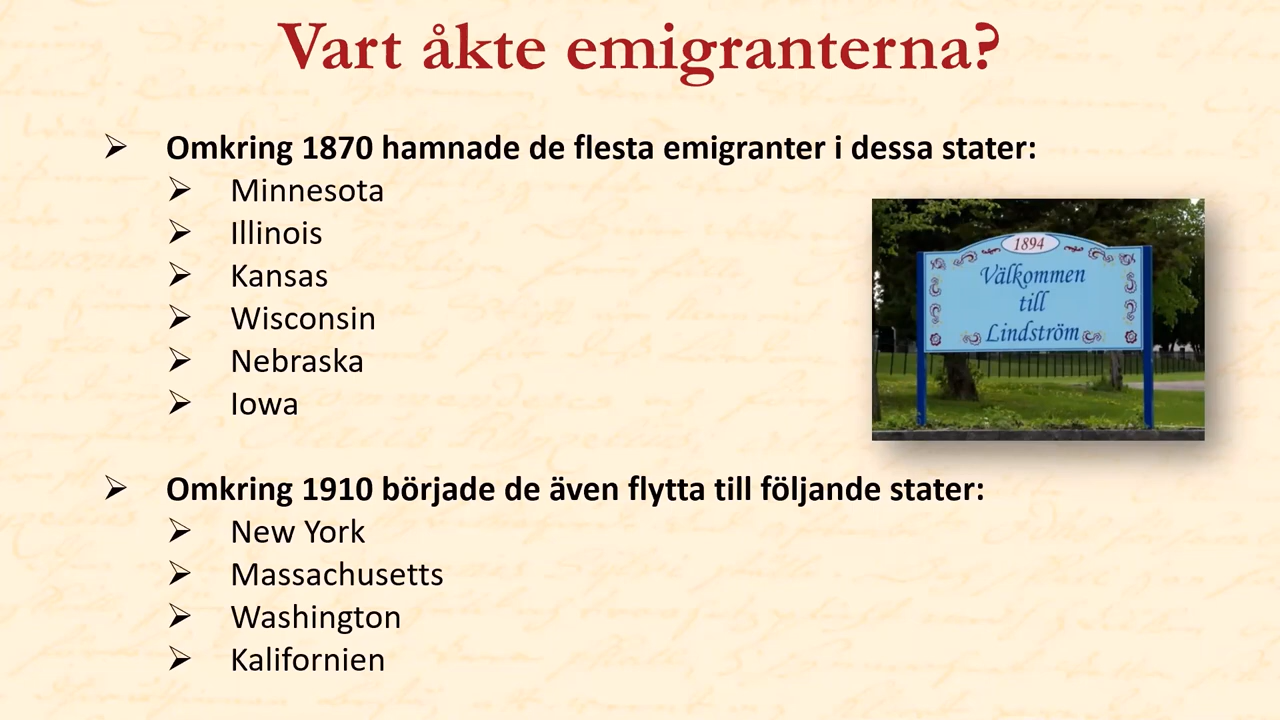 Vart åkte emigranterna?
Omkring 1870 hamnade de flesta emigranter i dessa stater:
Minnesota
Illinois
Kansas
Wisconsin
Nebraska
Iowa
1894
Välkommen
till
Lindström
Omkring 1910 började de även flytta till följande stater:
New York
Massachusetts
Washington
Kalifornien